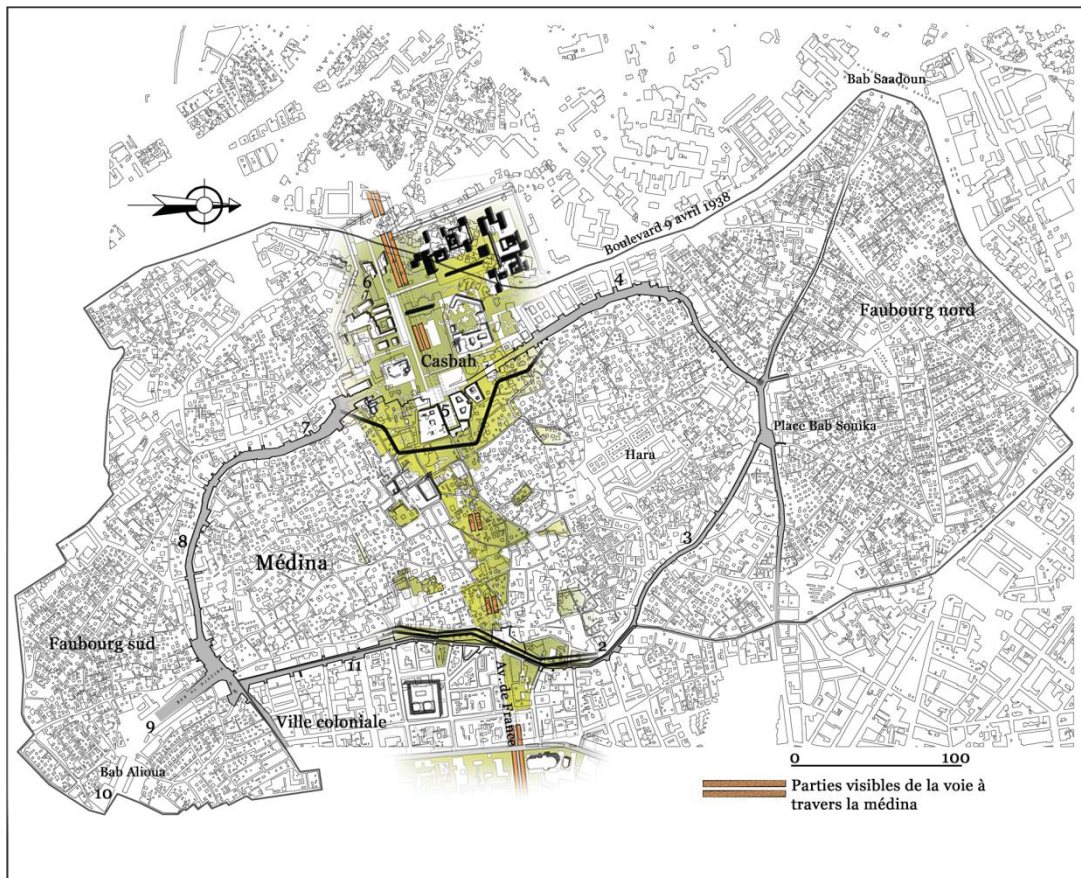 Bab Saadoun
Boulevard 9 avril 1938
4
6
Faubourg nord
Casbah
5
7
Place Bab Souika
Hara
8
3
Médina
Faubourg sud
2
11
Av. de France
9
Ville coloniale
Bab Alioua
10
0 100
Parties visibles de la voie à
travers la médina